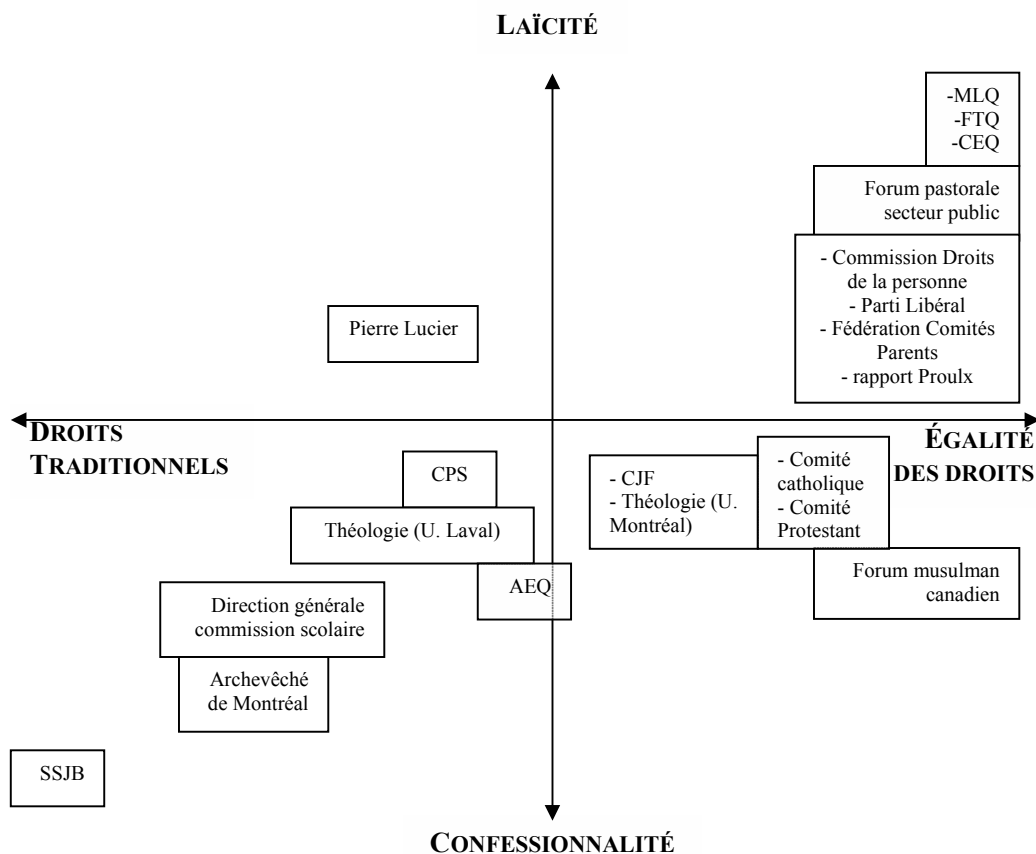 LAÏCITÉ
-MLQ
-FTQ
-CEQ
Forum pastorale
secteur public
- Commission Droits
de la personne
- Parti Libéral
- Fédération Comités
Parents
- rapport Proulx
Pierre Lucier
DROITS
TRADITIONNELS
ÉGALITÉ
DES DROITS
CPS
- CJF
- Théologie (U.
Montréal)
- Comité
catholique
- Comité
Protestant
Théologie (U. Laval)
AEQ
Forum musulman
canadien
Direction générale
commission scolaire
Archevêché
de Montréal
SSJB
CONFESSIONNALITÉ